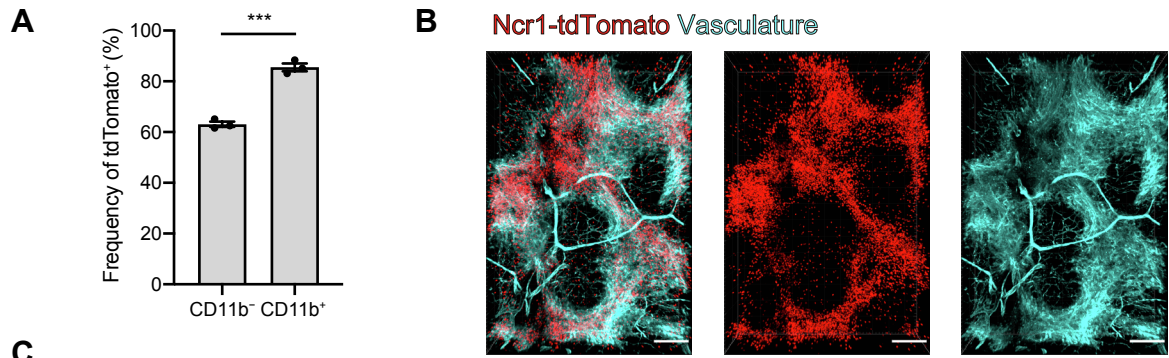 A
***
Frequency of tdTomato⁺ (%)
100
80
60
40
20
0
CD11b⁻ CD11b⁺
B
Ncr1-tdTomato Vasculature
C